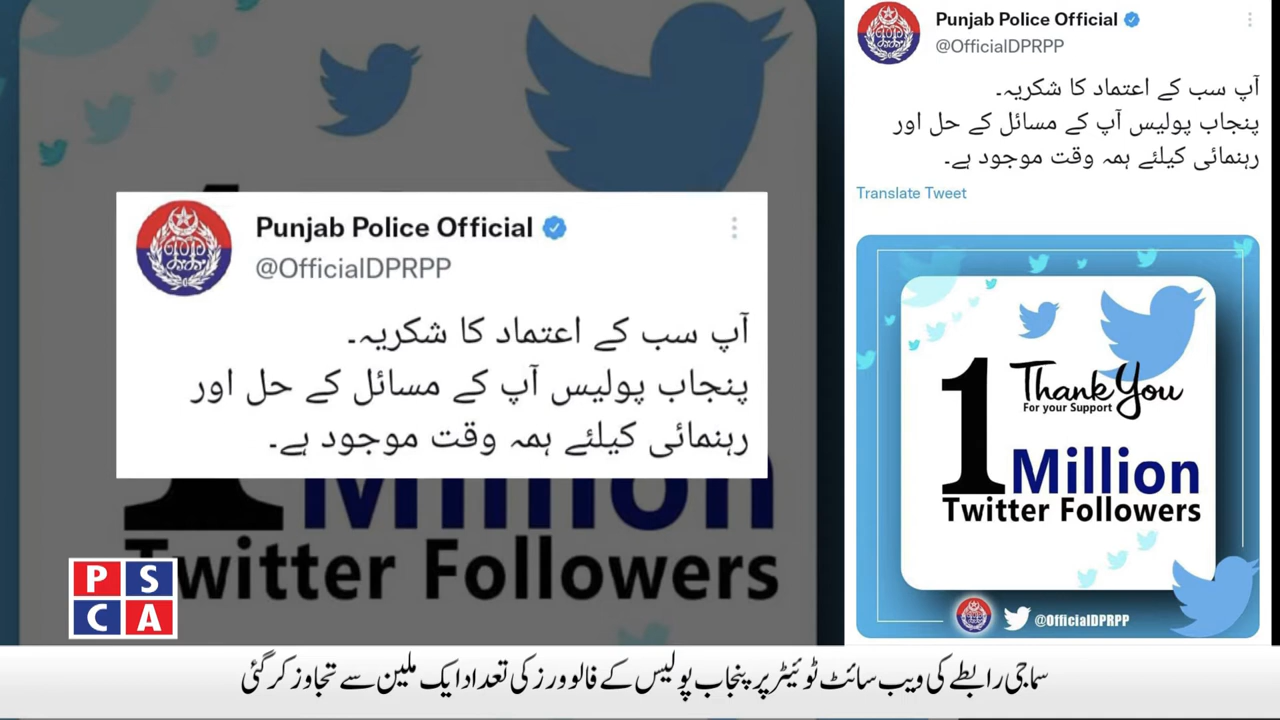 Punjab Police Official
@OfficialDPRPP
آپ سب کے اعتماد کا شکریہ۔
پنجاب پولیس آپ کے مسائل کے حل اور
رہنمائی کیلئے ہمہ وقت موجود ہے۔
1 Million
Twitter Followers
PSCA
Punjab Police Official
@OfficialDPRPP
آپ سب کے اعتماد کا شکریہ۔
پنجاب پولیس آپ کے مسائل کے حل اور
رہنمائی کیلئے ہمہ وقت موجود ہے۔
Translate Tweet
Thank You
For your Support
1 Million
Twitter Followers
@OfficialDPRPP
سماجی رابطے کی ویب سائٹ ٹوئیٹر پر پنجاب پولیس کے فالوورز کی تعداد ایک ملین سے تجاوز کر گئی